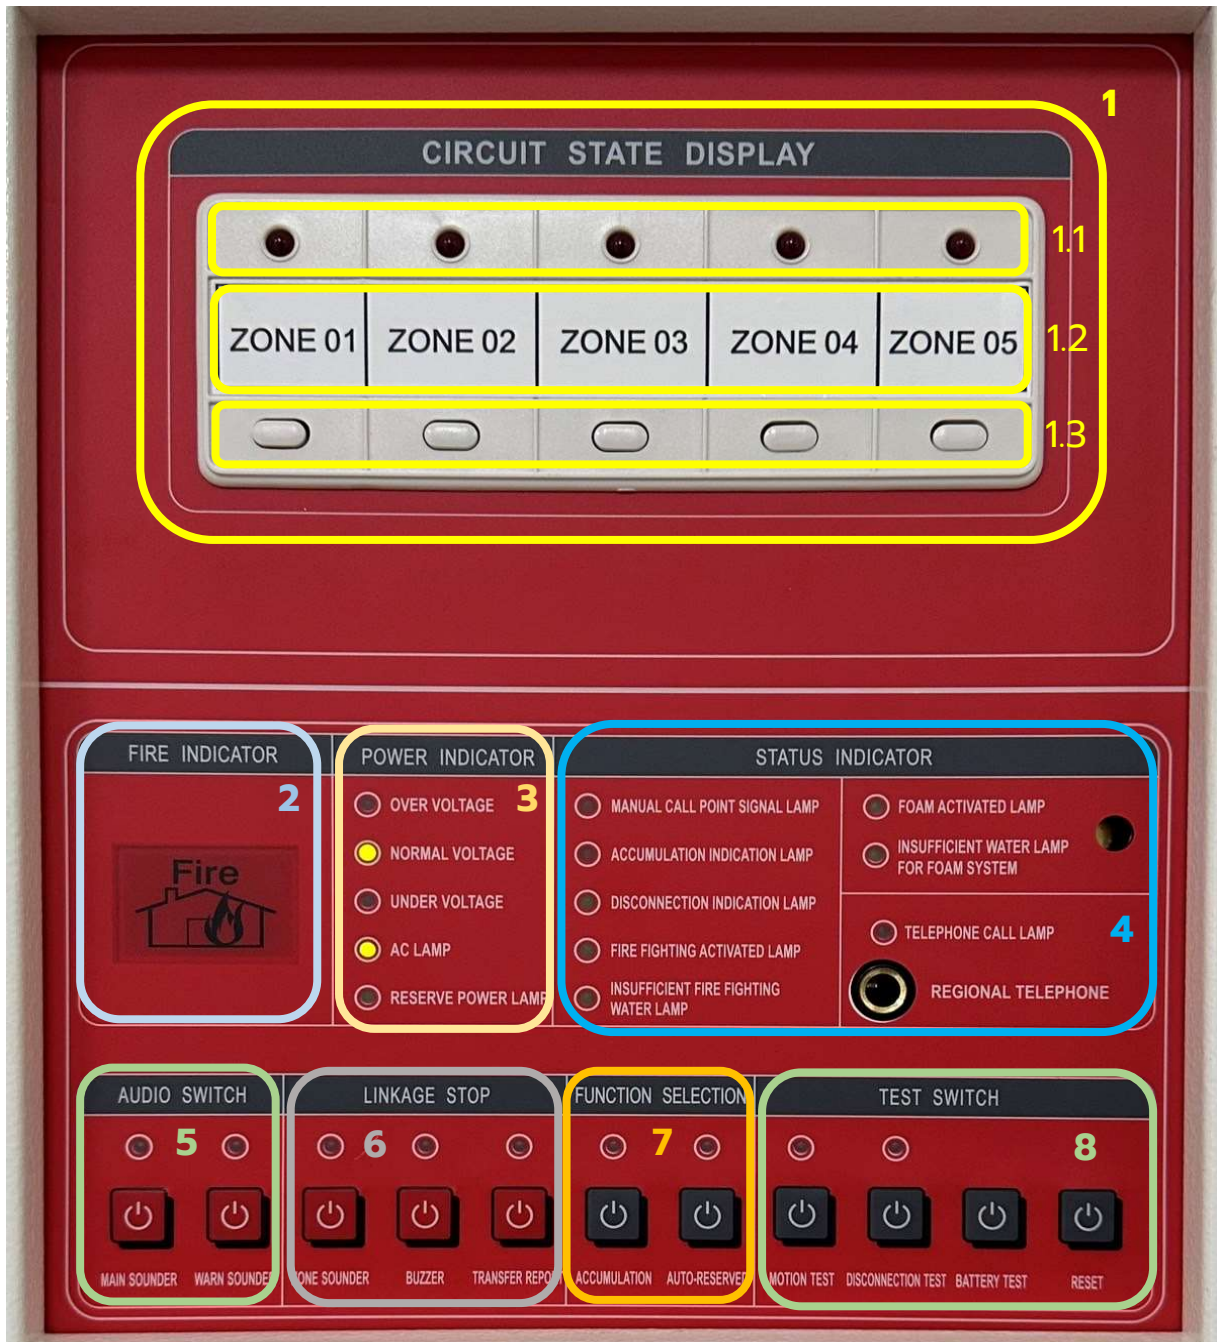 1
CIRCUIT STATE DISPLAY
1.1
ZONE 01 ZONE 02 ZONE 03 ZONE 04 ZONE 05 1.2
1.3
FIRE INDICATOR
2
Fire
POWER INDICATOR
3
OVER VOLTAGE
NORMAL VOLTAGE
UNDER VOLTAGE
AC LAMP
RESERVE POWER LAMP
STATUS INDICATOR
MANUAL CALL POINT SIGNAL LAMP
ACCUMULATION INDICATION LAMP
DISCONNECTION INDICATION LAMP
FIRE FIGHTING ACTIVATED LAMP
INSUFFICIENT FIRE FIGHTING
WATER LAMP
FOAM ACTIVATED LAMP
INSUFFICIENT WATER LAMP
FOR FOAM SYSTEM
TELEPHONE CALL LAMP
4
REGIONAL TELEPHONE
AUDIO SWITCH
5
MAIN SOUNDER WARN SOUNDER
LINKAGE STOP
6
ZONE SOUNDER BUZZER TRANSFER REPORT
FUNCTION SELECTION
7
ACCUMULATION AUTO-RESERVED
TEST SWITCH
8
MOTION TEST DISCONNECTION TEST BATTERY TEST RESET